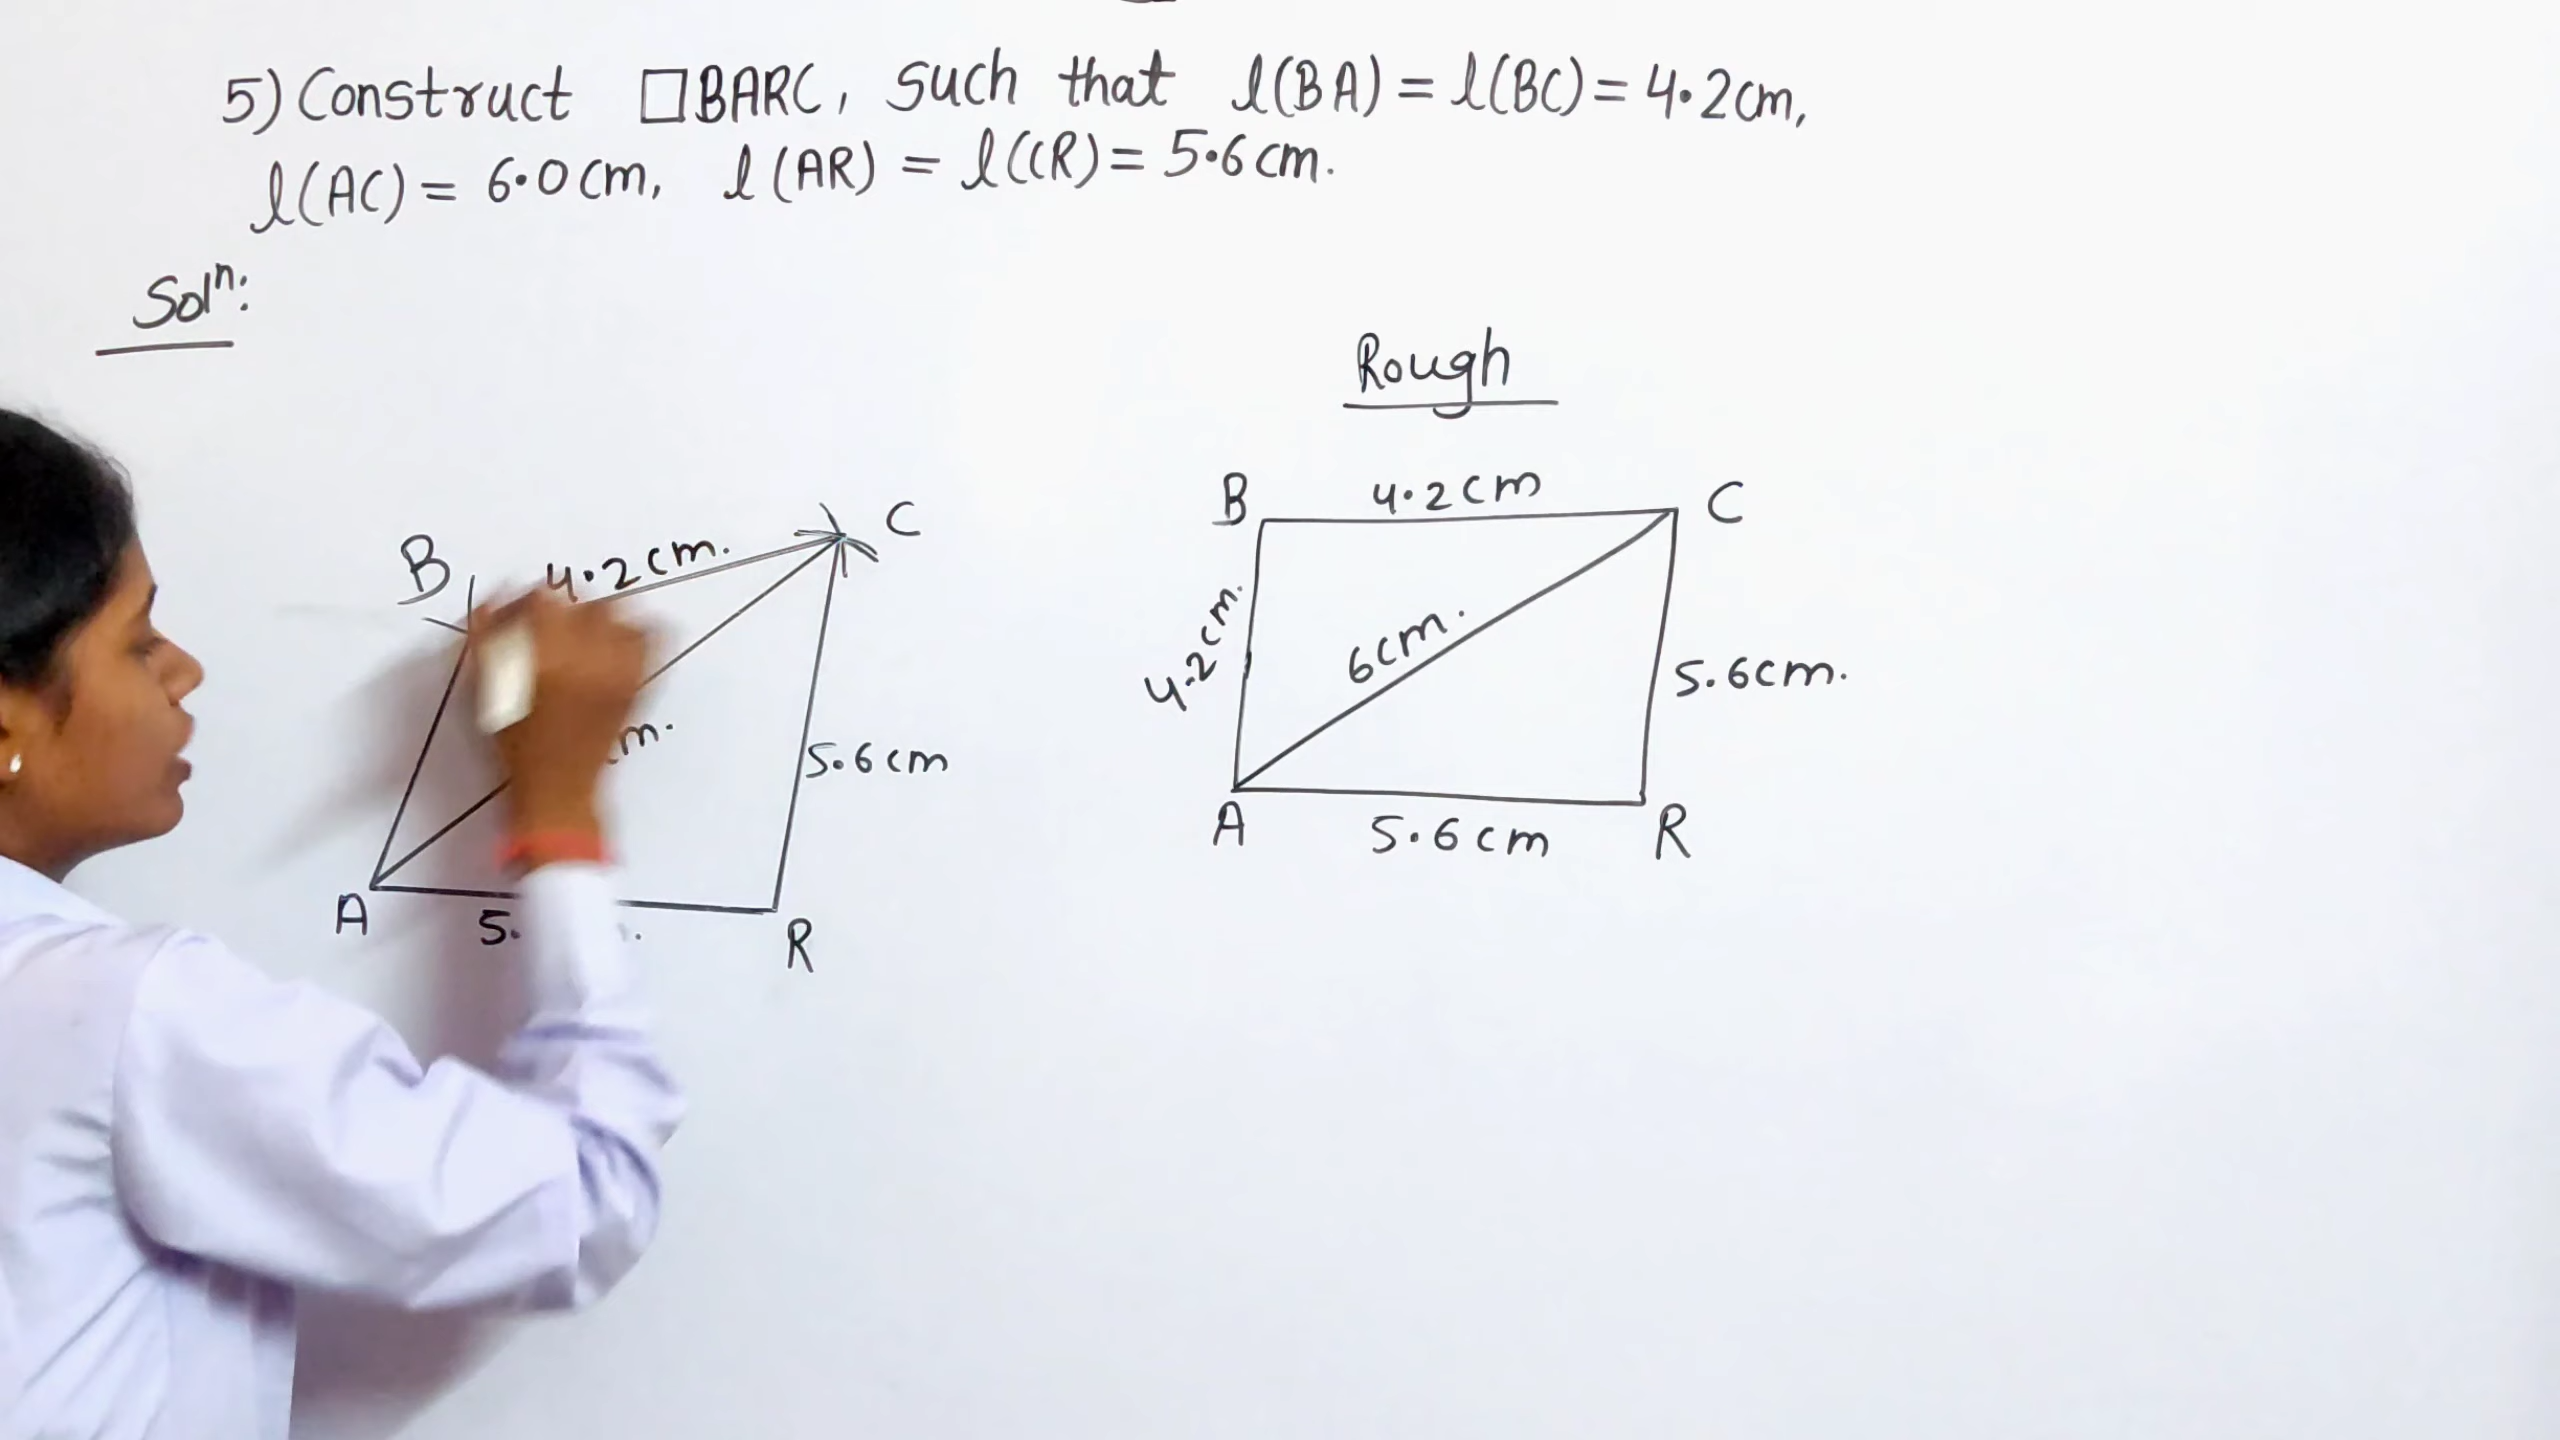 5) Construct □BARC, such that l(BA) = l(BC) = 4.2cm,
l(AC) = 6.0cm, l(AR) = l(CR) = 5.6cm.
Solⁿ:
Rough
B
4.2cm.
C
5.6cm
A
R
B
4.2cm
C
4.2cm.
6cm.
5.6cm.
A
5.6cm
R